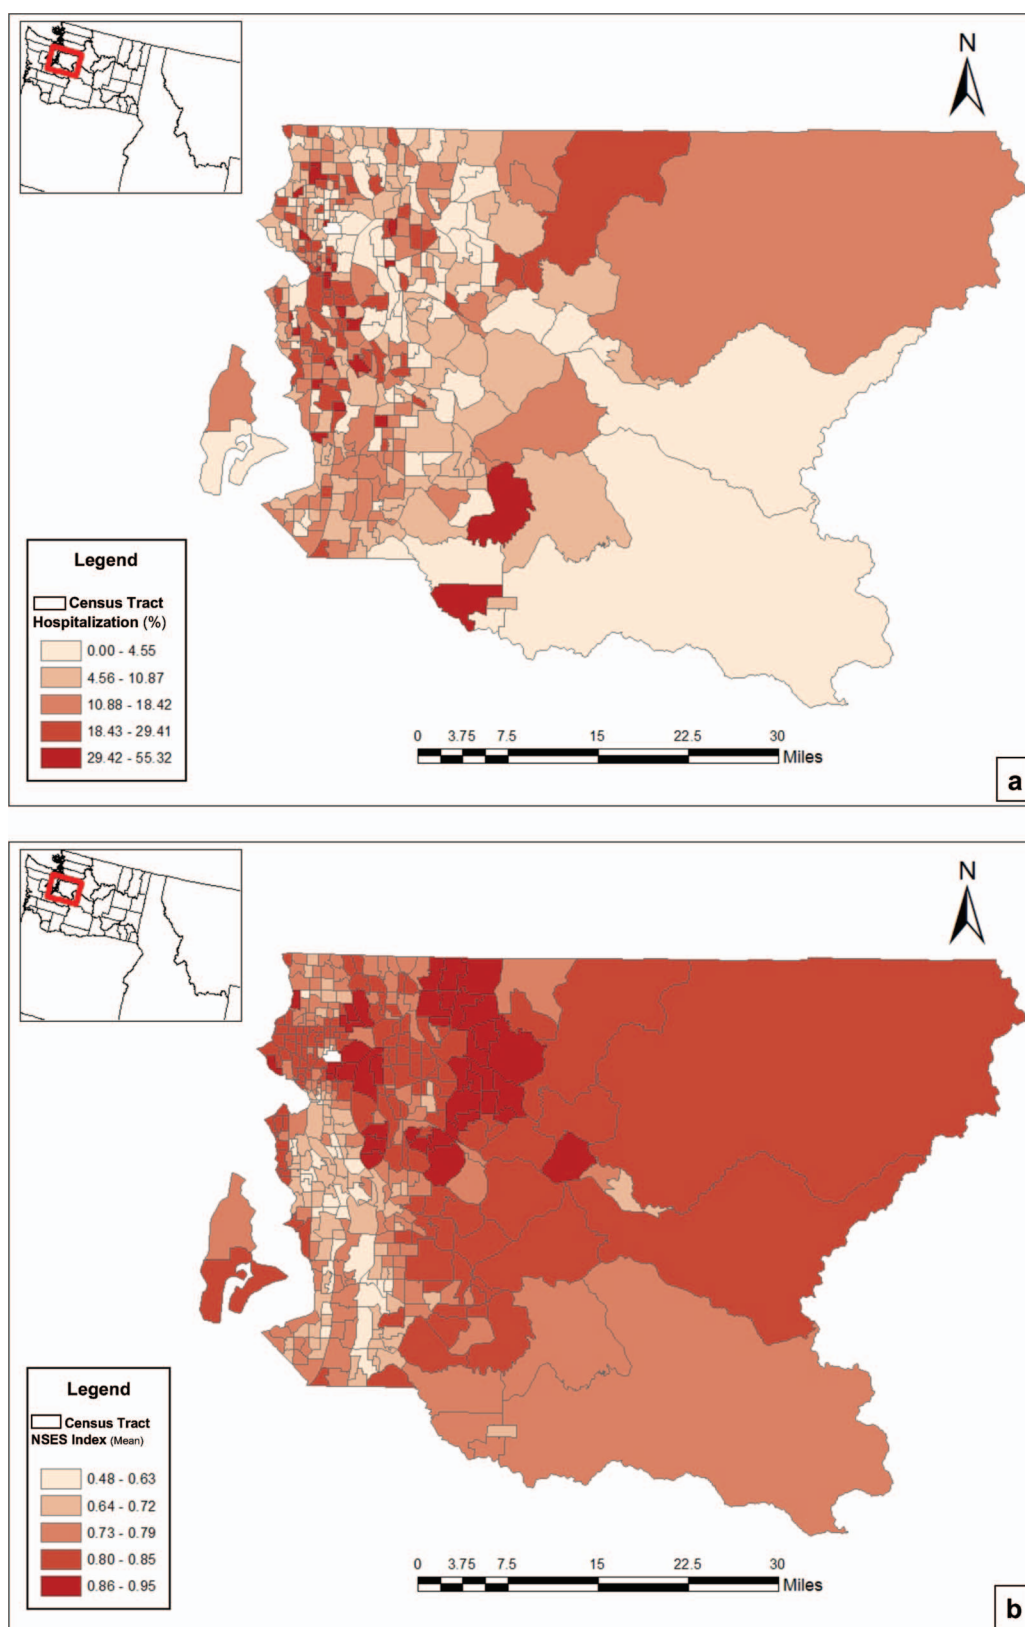 N
Legend
Census Tract
Hospitalization (%)
0.00 - 4.55
4.56 - 10.87
10.88 - 18.42
18.43 - 29.41
29.42 - 55.32
0 3.75 7.5 15 22.5 30
Miles
a
N
Legend
Census Tract
NSES Index (Mean)
0.48 - 0.63
0.64 - 0.72
0.73 - 0.79
0.80 - 0.85
0.86 - 0.95
0 3.75 7.5 15 22.5 30
Miles
b